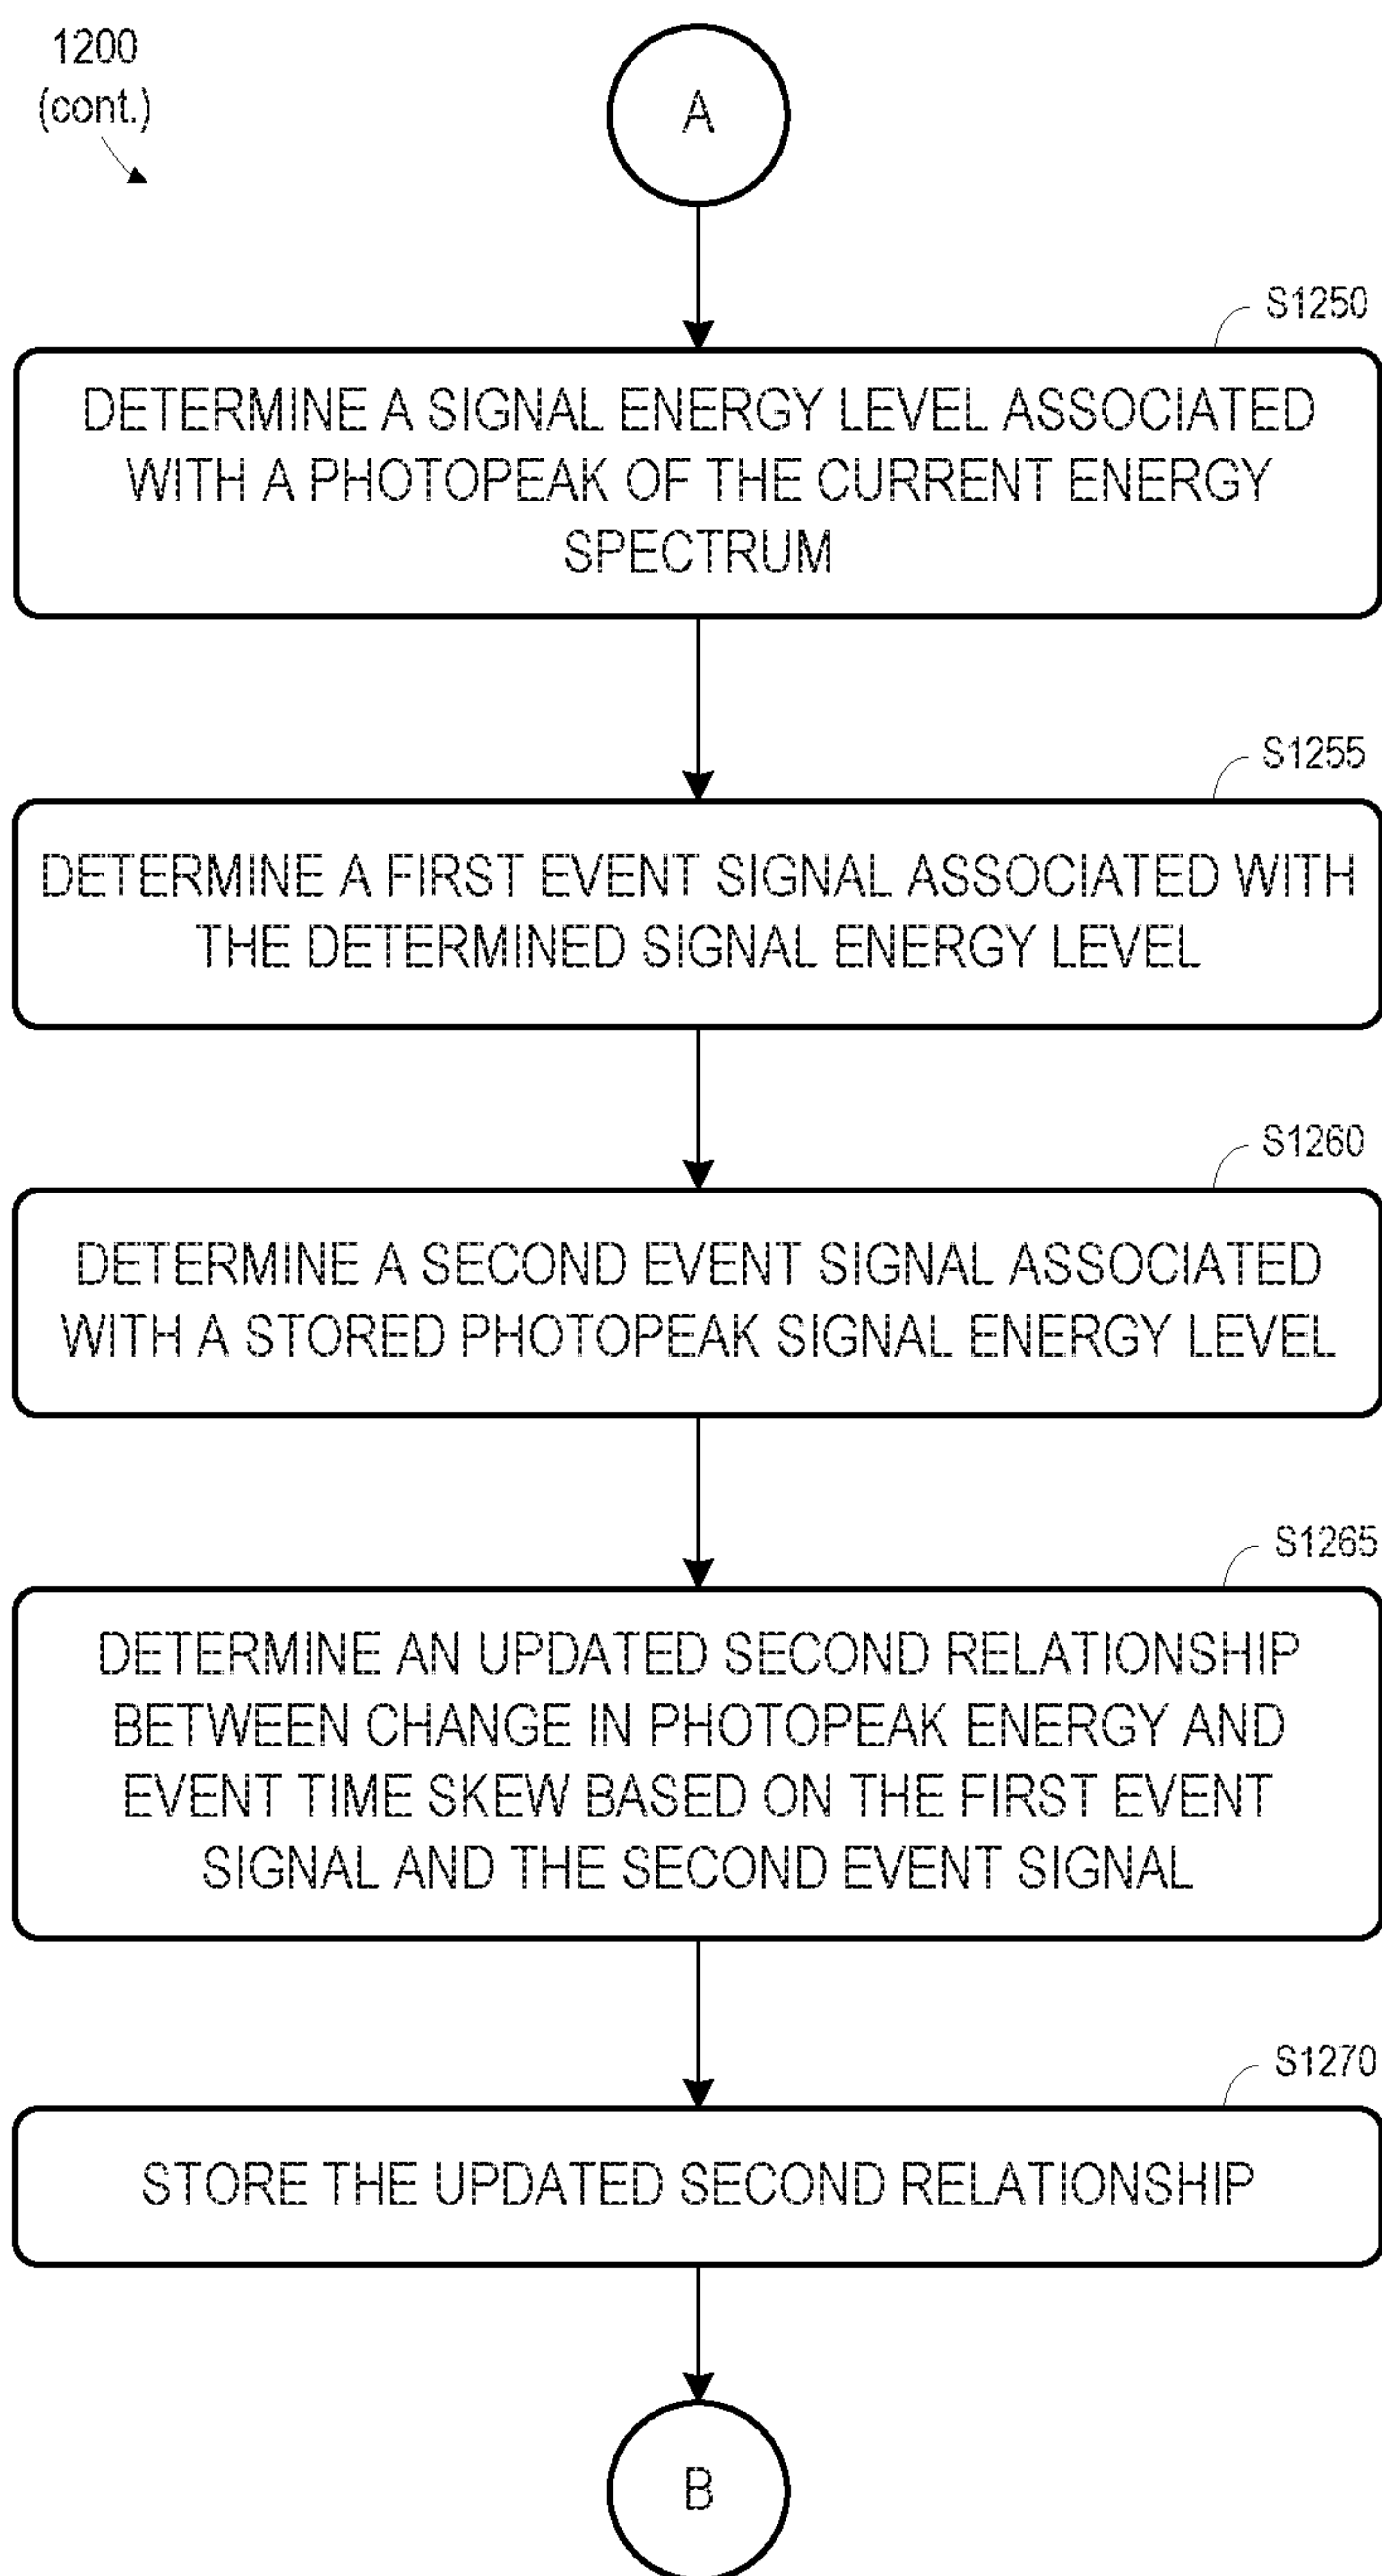 1200
(cont.)
A
S1250
DETERMINE A SIGNAL ENERGY LEVEL ASSOCIATED
WITH A PHOTOPEAK OF THE CURRENT ENERGY
SPECTRUM
S1255
DETERMINE A FIRST EVENT SIGNAL ASSOCIATED WITH
THE DETERMINED SIGNAL ENERGY LEVEL
S1260
DETERMINE A SECOND EVENT SIGNAL ASSOCIATED
WITH A STORED PHOTOPEAK SIGNAL ENERGY LEVEL
S1265
DETERMINE AN UPDATED SECOND RELATIONSHIP
BETWEEN CHANGE IN PHOTOPEAK ENERGY AND
EVENT TIME SKEW BASED ON THE FIRST EVENT
SIGNAL AND THE SECOND EVENT SIGNAL
S1270
STORE THE UPDATED SECOND RELATIONSHIP
B